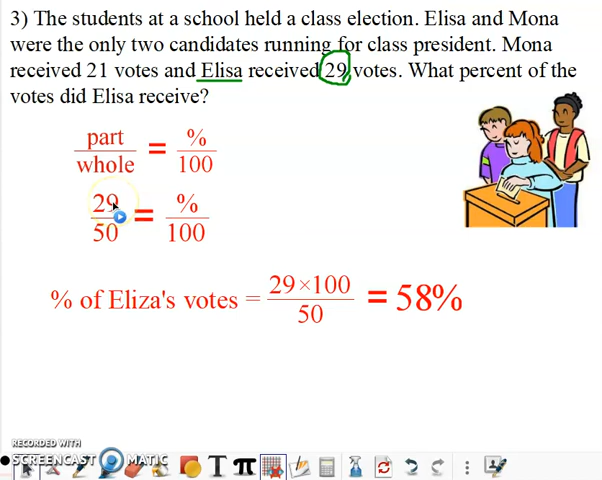 3) The students at a school held a class election. Elisa and Mona
were the only two candidates running for class president. Mona
received 21 votes and Elisa received 29 votes. What percent of the
votes did Elisa receive?
part/whole = %/100
29/50 = %/100
% of Eliza's votes = 29×100/50 = 58%
RECORDED WITH
SCREENCAST MATIC
T π